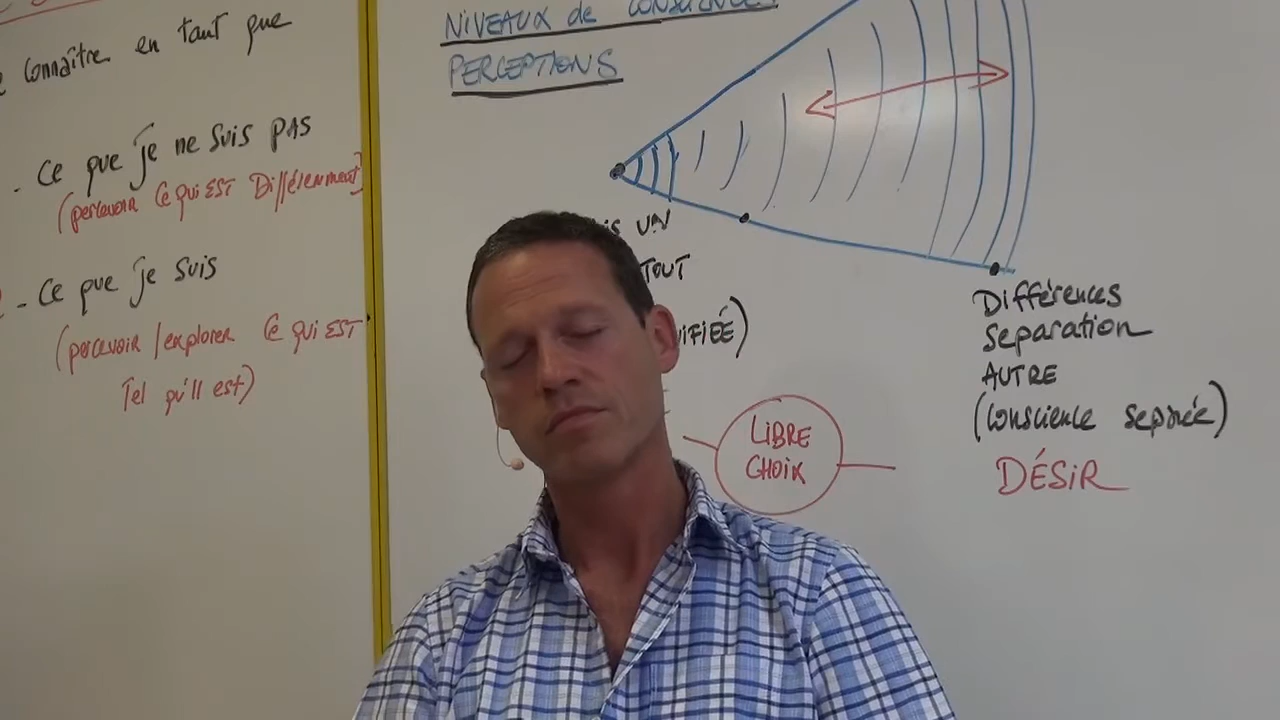 connaître en tant que
- Ce que je ne suis PAS
(percevoir Ce qui EST Différemment)
- Ce que je suis
(percevoir / explorer Ce qui EST
Tel qu'il est)
NIVEAUX de CONSCIENCE /
PERCEPTIONS
UN
TOUT
Différences
Separation
AUTRE
(Conscience separée)
DÉSIR
LIBRE
CHOIX